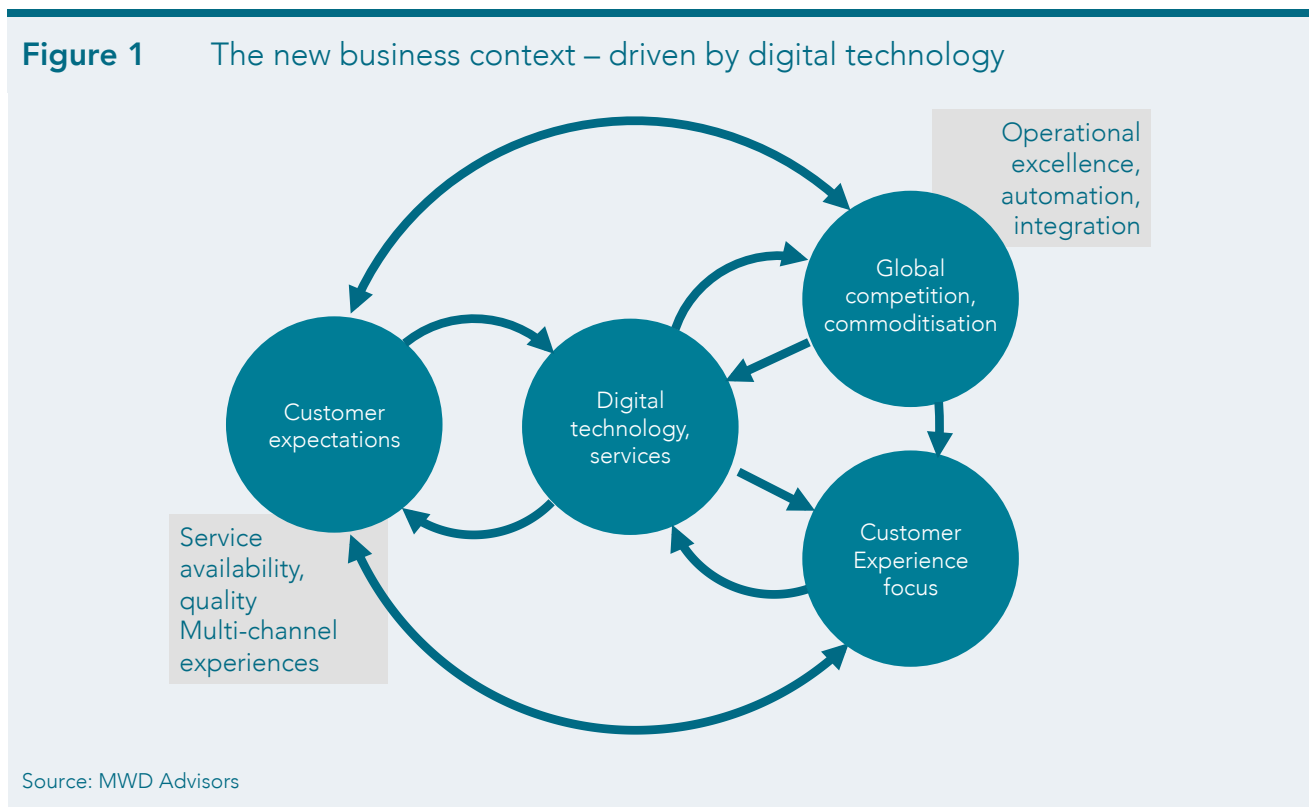 Figure 1 The new business context – driven by digital technology
Operational
excellence,
automation,
integration
Global
competition,
commoditisation
Customer
expectations
Digital
technology,
services
Service
availability,
quality
Multi-channel
experiences
Customer
Experience
focus
Source: MWD Advisors